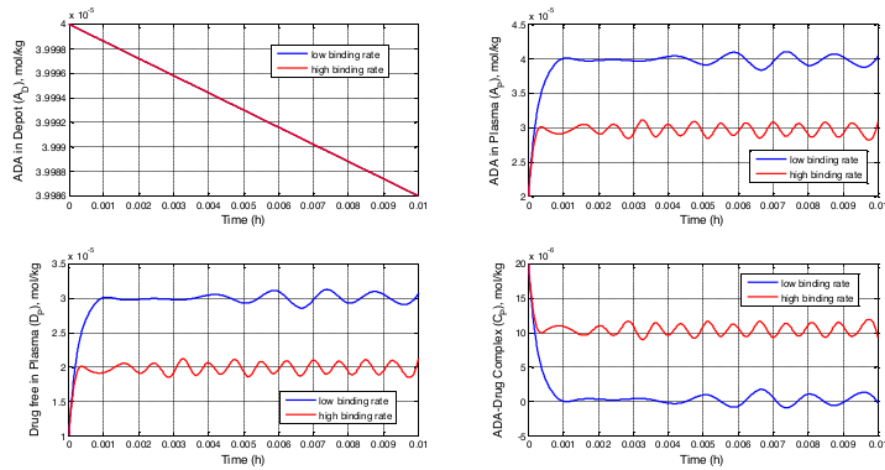 x 10⁻⁵
4
3.9998
3.9996
3.9994
3.9992
3.999
3.9988
3.9986
ADA in Depot (A_D), mol/kg
low binding rate
high binding rate
0 0.001 0.002 0.003 0.004 0.005 0.006 0.007 0.008 0.009 0.01
Time (h)
x 10⁻⁵
4.5
4
3.5
3
2.5
2
ADA in Plasma (A_P), mol/kg
low binding rate
high binding rate
0 0.001 0.002 0.003 0.004 0.005 0.006 0.007 0.008 0.009 0.01
Time (h)
x 10⁻⁵
3.5
3
2.5
2
1.5
1
Drug free in Plasma (D_P), mol/kg
low binding rate
high binding rate
0 0.001 0.002 0.003 0.004 0.005 0.006 0.007 0.008 0.009 0.01
Time (h)
x 10⁻⁶
20
15
10
5
0
-5
ADA-Drug Complex (C_P), mol/kg
low binding rate
high binding rate
0 0.001 0.002 0.003 0.004 0.005 0.006 0.007 0.008 0.009 0.01
Time (h)